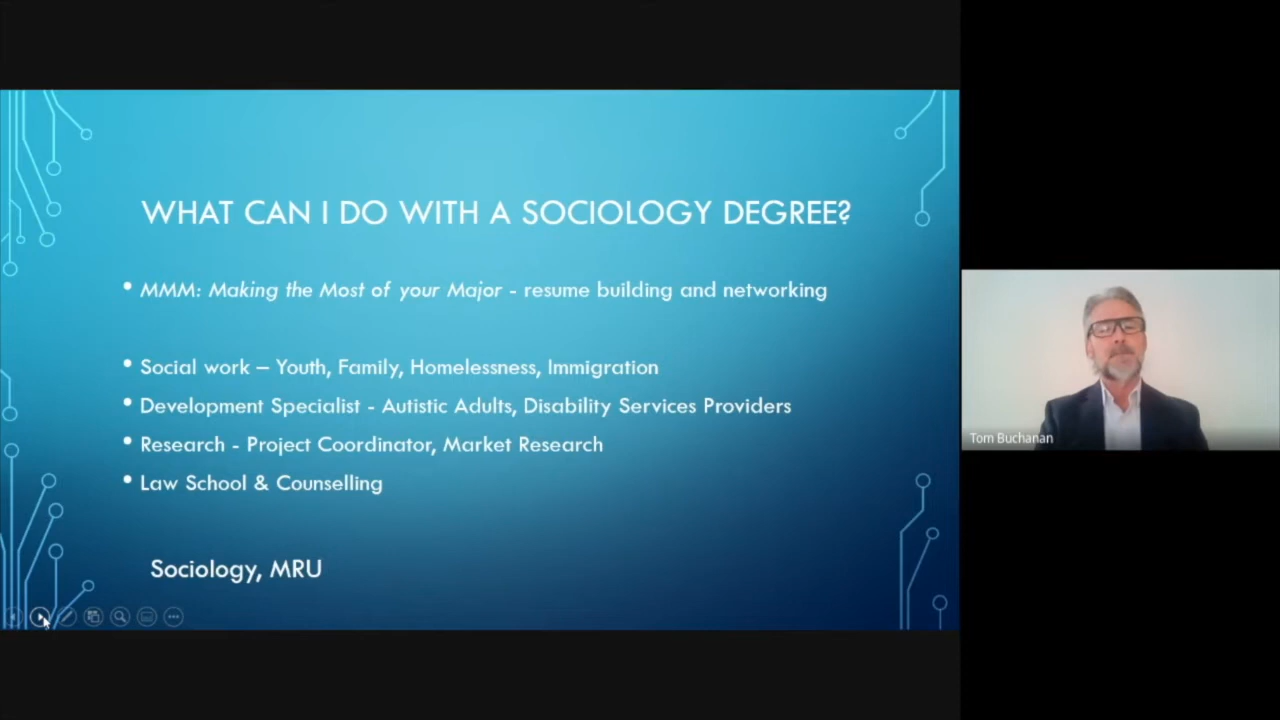 WHAT CAN I DO WITH A SOCIOLOGY DEGREE?
• MMM: Making the Most of your Major - resume building and networking
• Social work – Youth, Family, Homelessness, Immigration
• Development Specialist - Autistic Adults, Disability Services Providers
• Research - Project Coordinator, Market Research
• Law School & Counselling
Sociology, MRU
Tom Buchanan